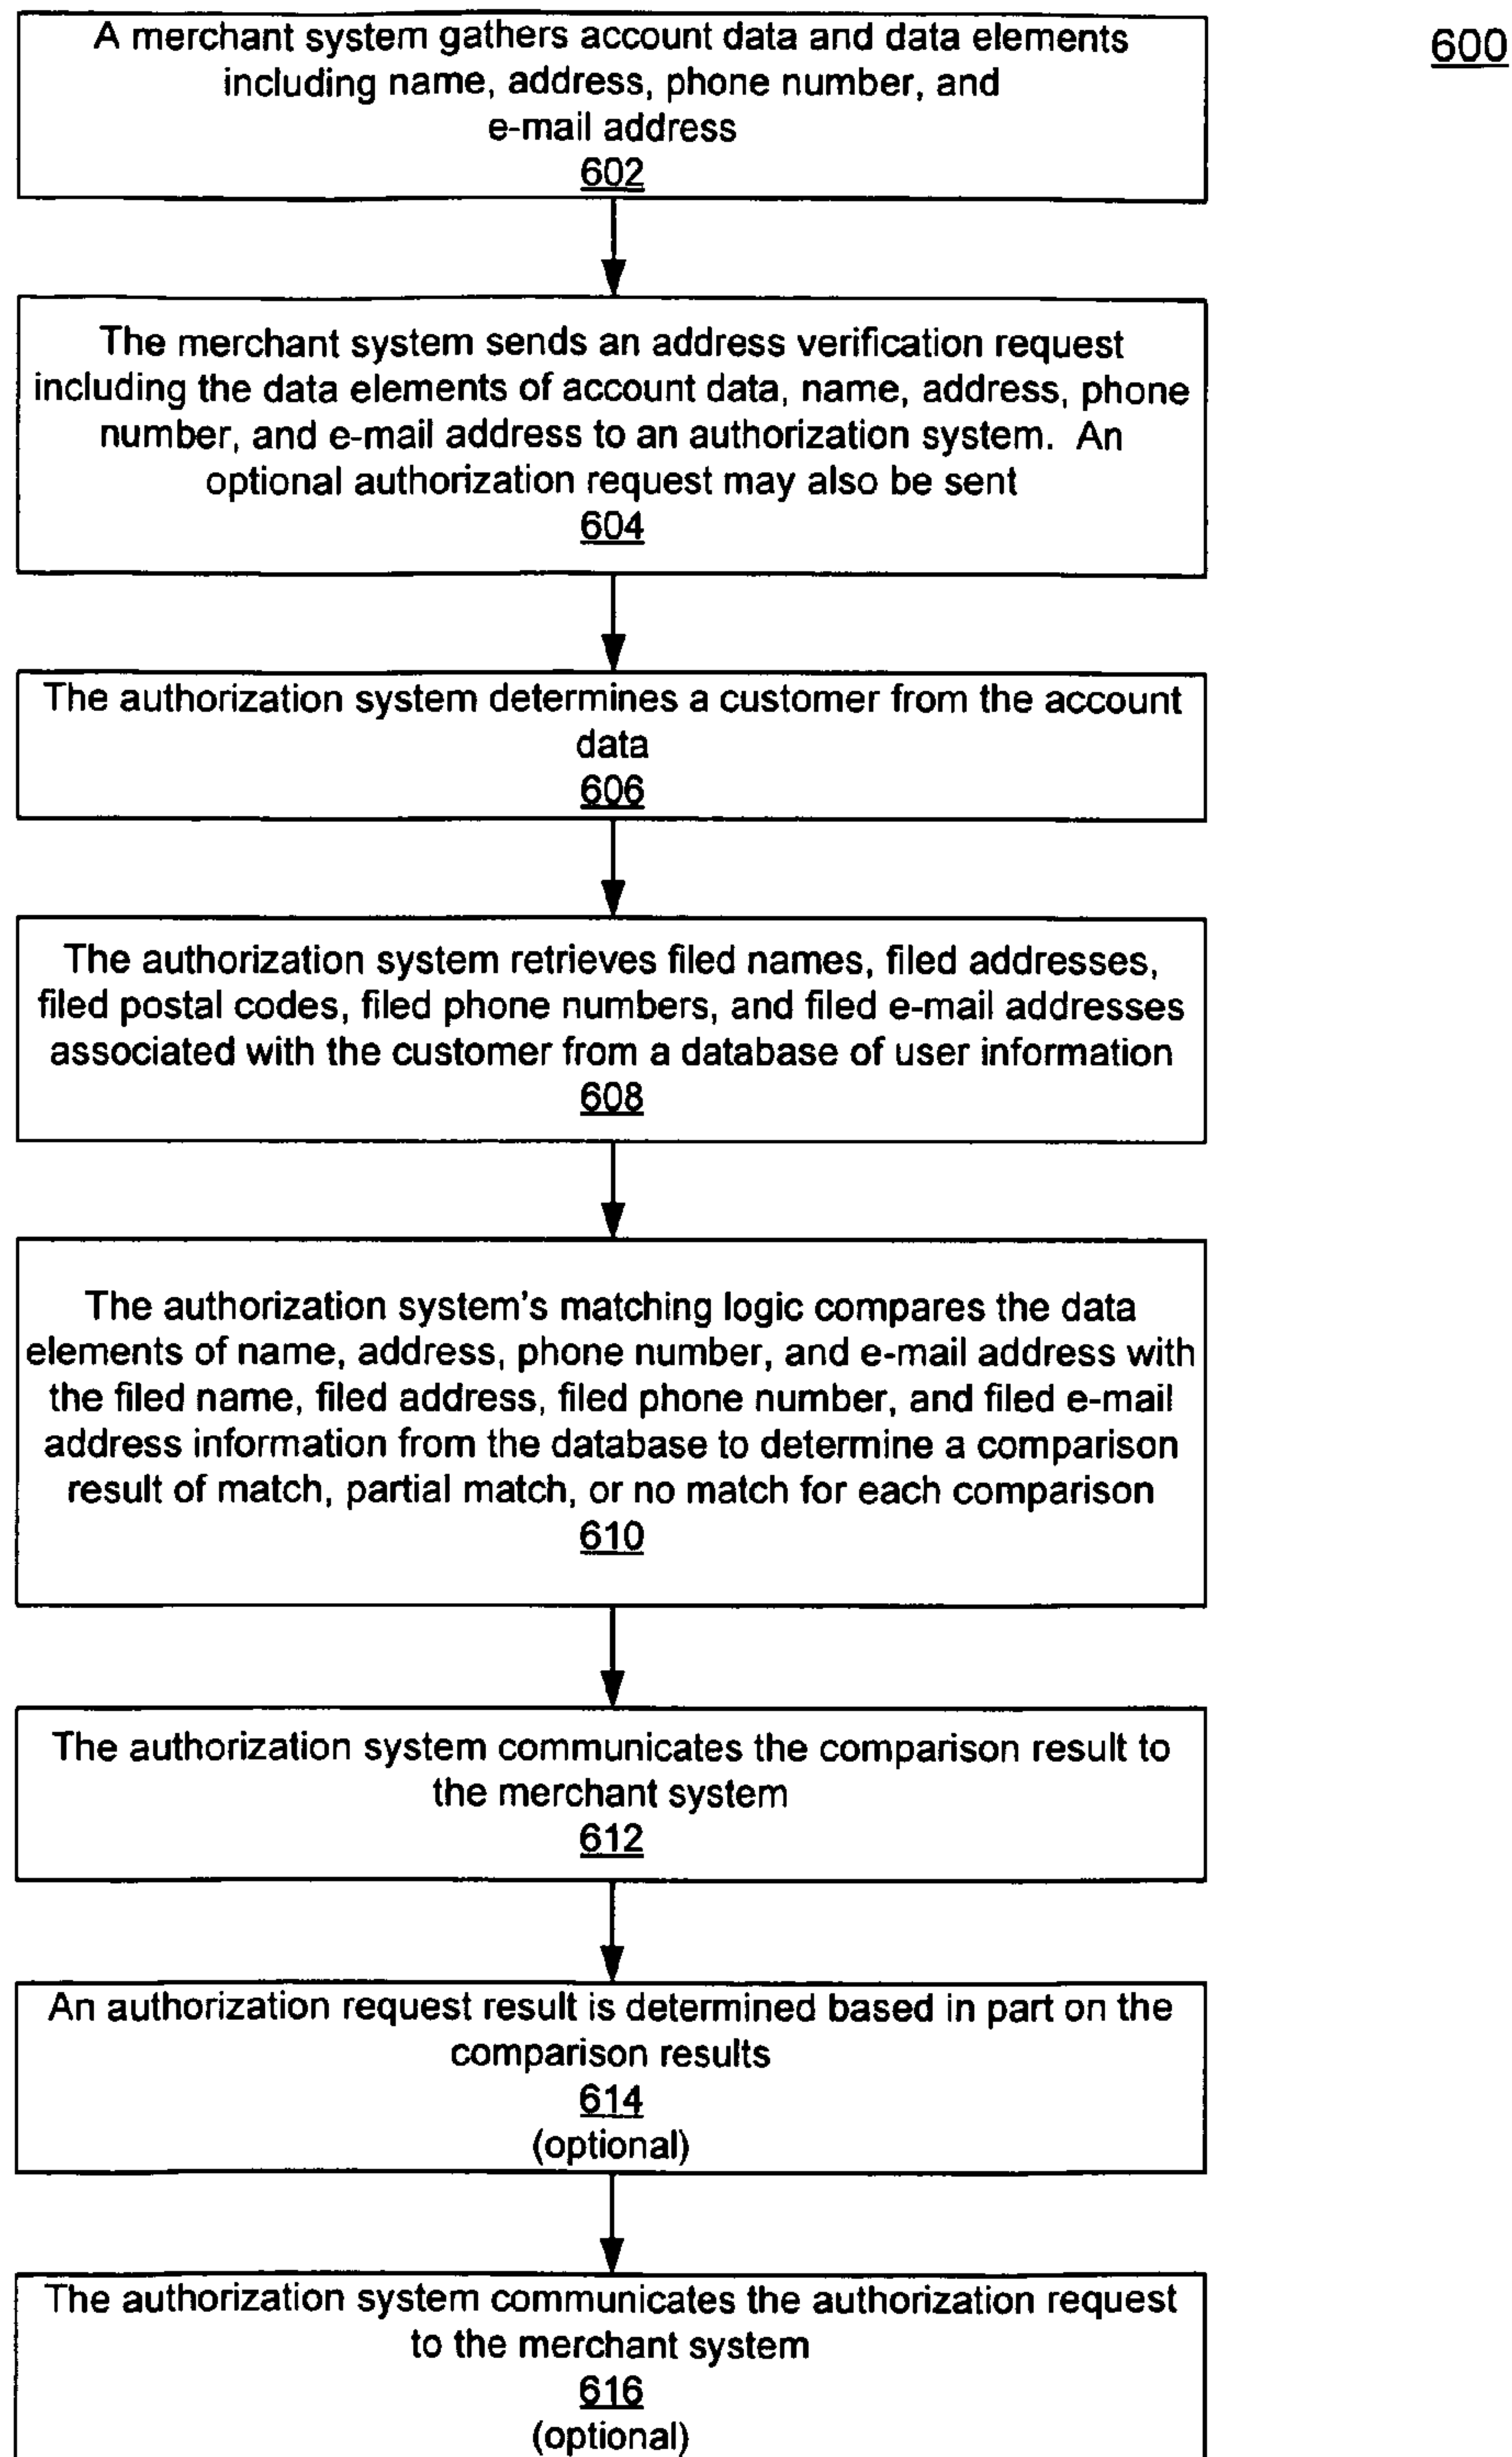 600
A merchant system gathers account data and data elements
including name, address, phone number, and
e-mail address
602
The merchant system sends an address verification request
including the data elements of account data, name, address, phone
number, and e-mail address to an authorization system. An
optional authorization request may also be sent
604
The authorization system determines a customer from the account
data
606
The authorization system retrieves filed names, filed addresses,
filed postal codes, filed phone numbers, and filed e-mail addresses
associated with the customer from a database of user information
608
The authorization system's matching logic compares the data
elements of name, address, phone number, and e-mail address with
the filed name, filed address, filed phone number, and filed e-mail
address information from the database to determine a comparison
result of match, partial match, or no match for each comparison
610
The authorization system communicates the comparison result to
the merchant system
612
An authorization request result is determined based in part on the
comparison results
614
(optional)
The authorization system communicates the authorization request
to the merchant system
616
(optional)